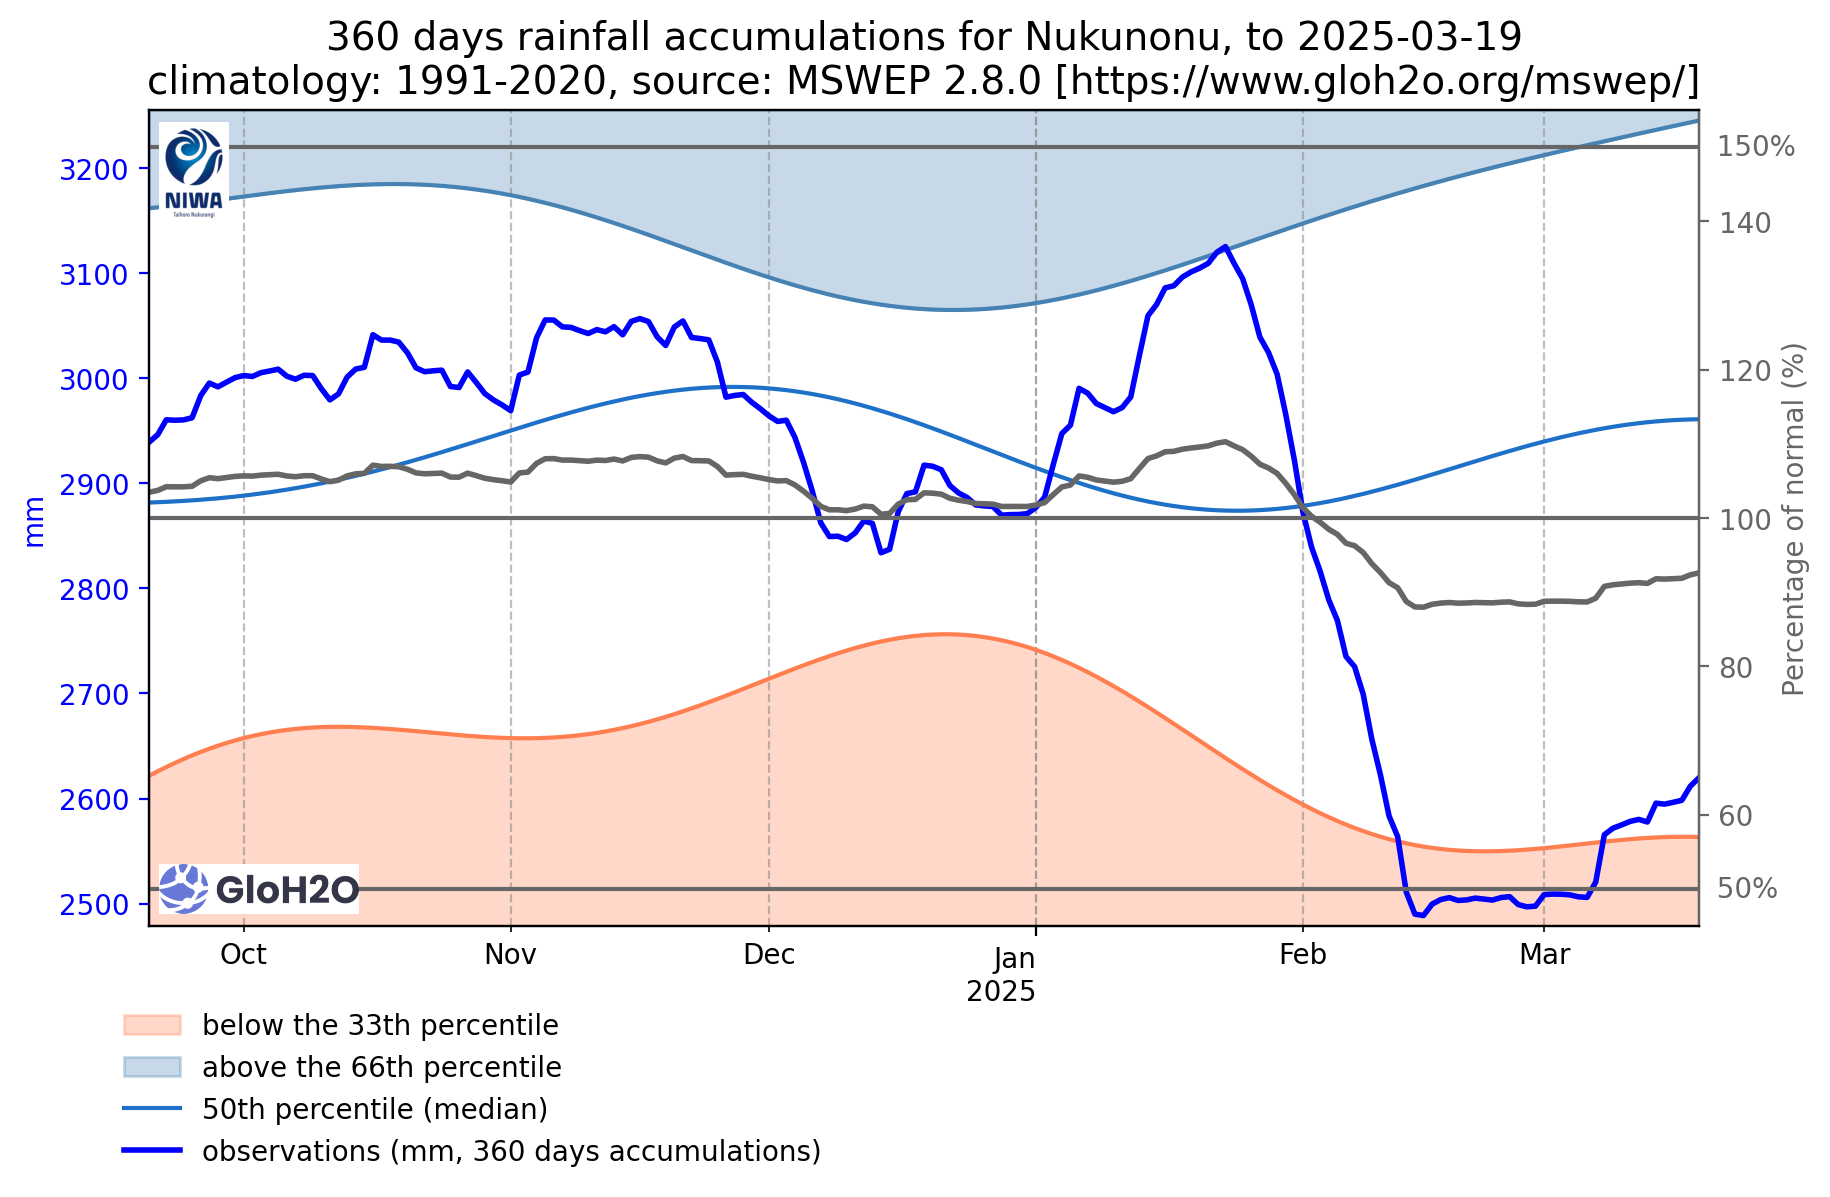 360 days rainfall accumulations for Nukunonu, to 2025-03-19
climatology: 1991-2020, source: MSWEP 2.8.0 [https://www.gloh2o.org/mswep/]
NIWA
Taihoro Nukurangi
3200
3100
3000
2900
2800
2700
2600
2500
mm
150%
140
120
100
80
60
50%
Percentage of normal (%)
GloH2O
Oct
Nov
Dec
Jan
2025
Feb
Mar
below the 33th percentile
above the 66th percentile
50th percentile (median)
observations (mm, 360 days accumulations)